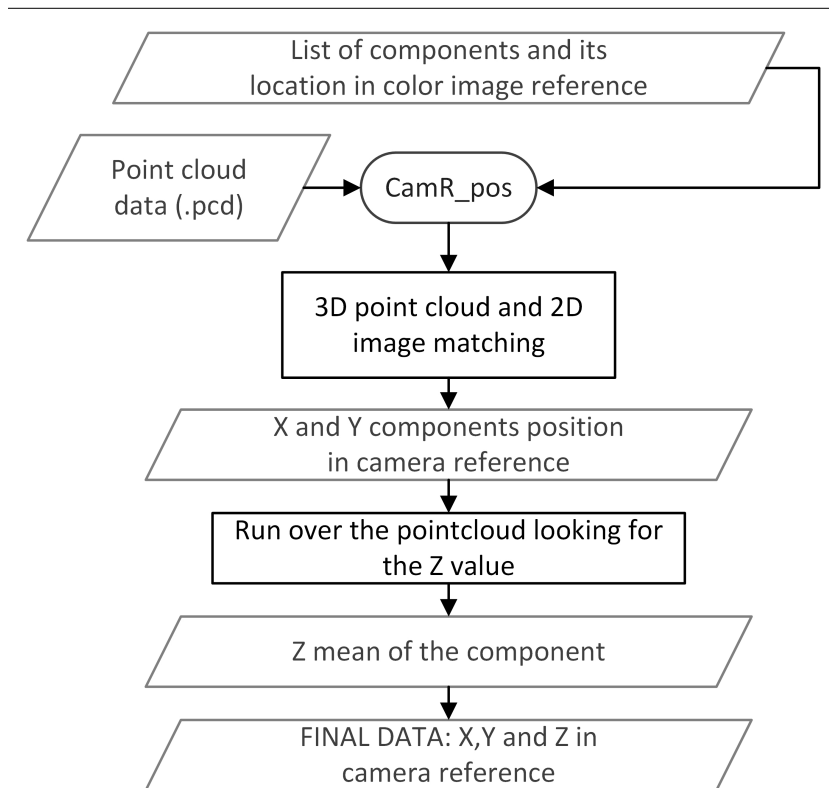 List of components and its
location in color image reference
Point cloud
data (.pcd)
CamR_pos
3D point cloud and 2D
image matching
X and Y components position
in camera reference
Run over the pointcloud looking for
the Z value
Z mean of the component
FINAL DATA: X,Y and Z in
camera reference